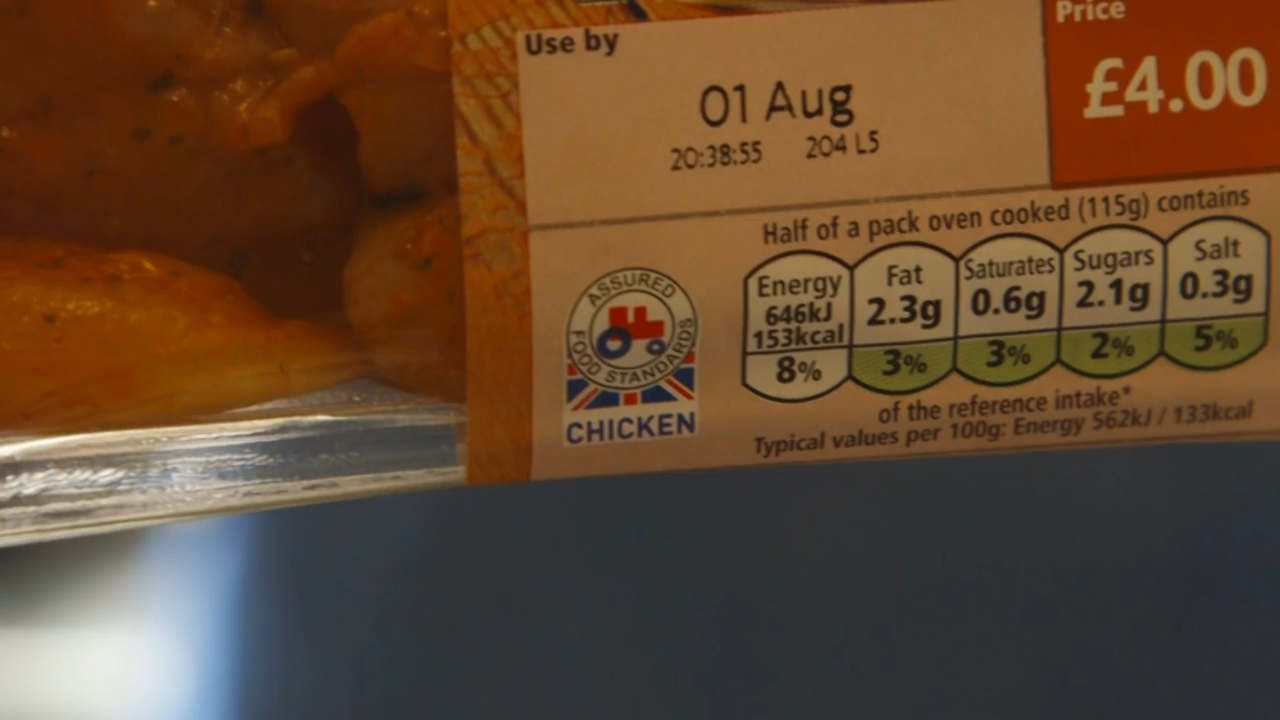 Use by
01 Aug
20:38:55 204 L5
Price
£4.00
Half of a pack oven cooked (115g) contains
Energy
646kJ
153kcal
8%
Fat
2.3g
3%
Saturates
0.6g
3%
Sugars
2.1g
2%
Salt
0.3g
5%
of the reference intake*
Typical values per 100g: Energy 562kJ / 133kcal
ASSURED
FOOD STANDARDS
CHICKEN